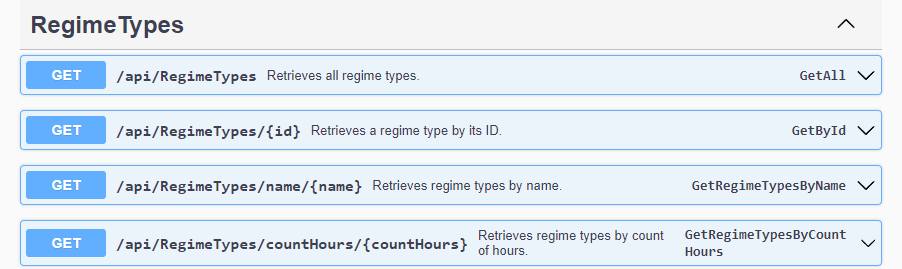 RegimeTypes
GET /api/RegimeTypes Retrieves all regime types. GetAll
GET /api/RegimeTypes/{id} Retrieves a regime type by its ID. GetById
GET /api/RegimeTypes/name/{name} Retrieves regime types by name. GetRegimeTypesByName
GET /api/RegimeTypes/countHours/{countHours} Retrieves regime types by count GetRegimeTypesByCount
of hours. Hours